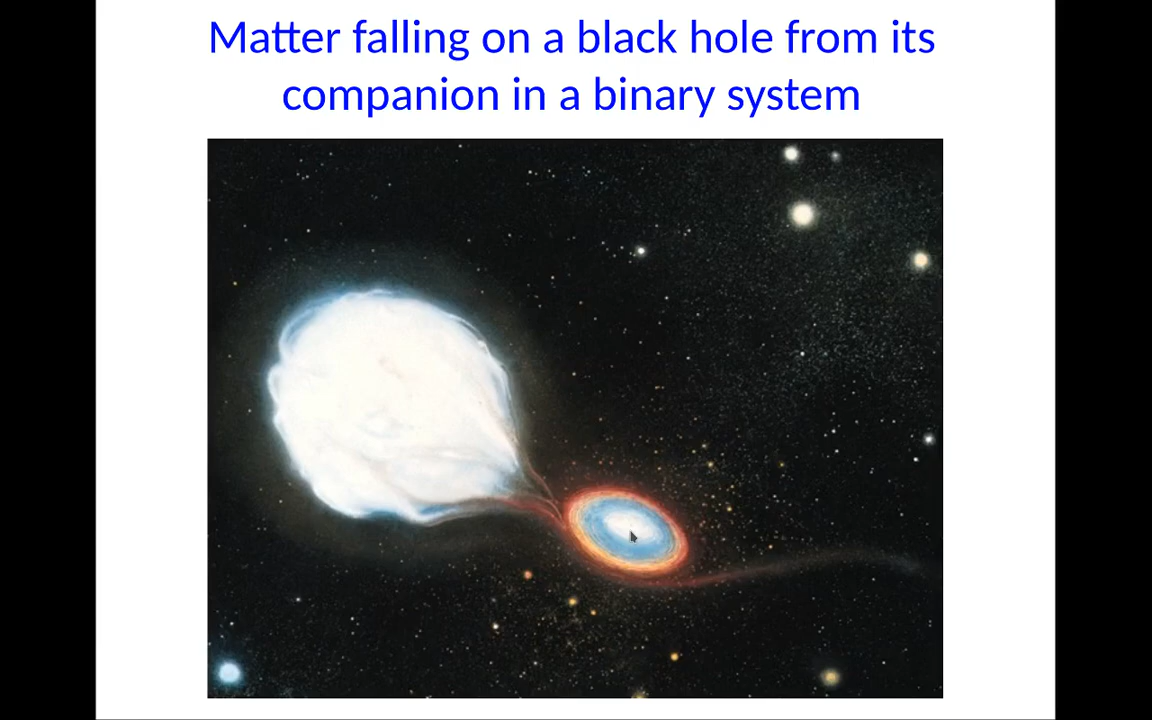 Matter falling on a black hole from its
companion in a binary system